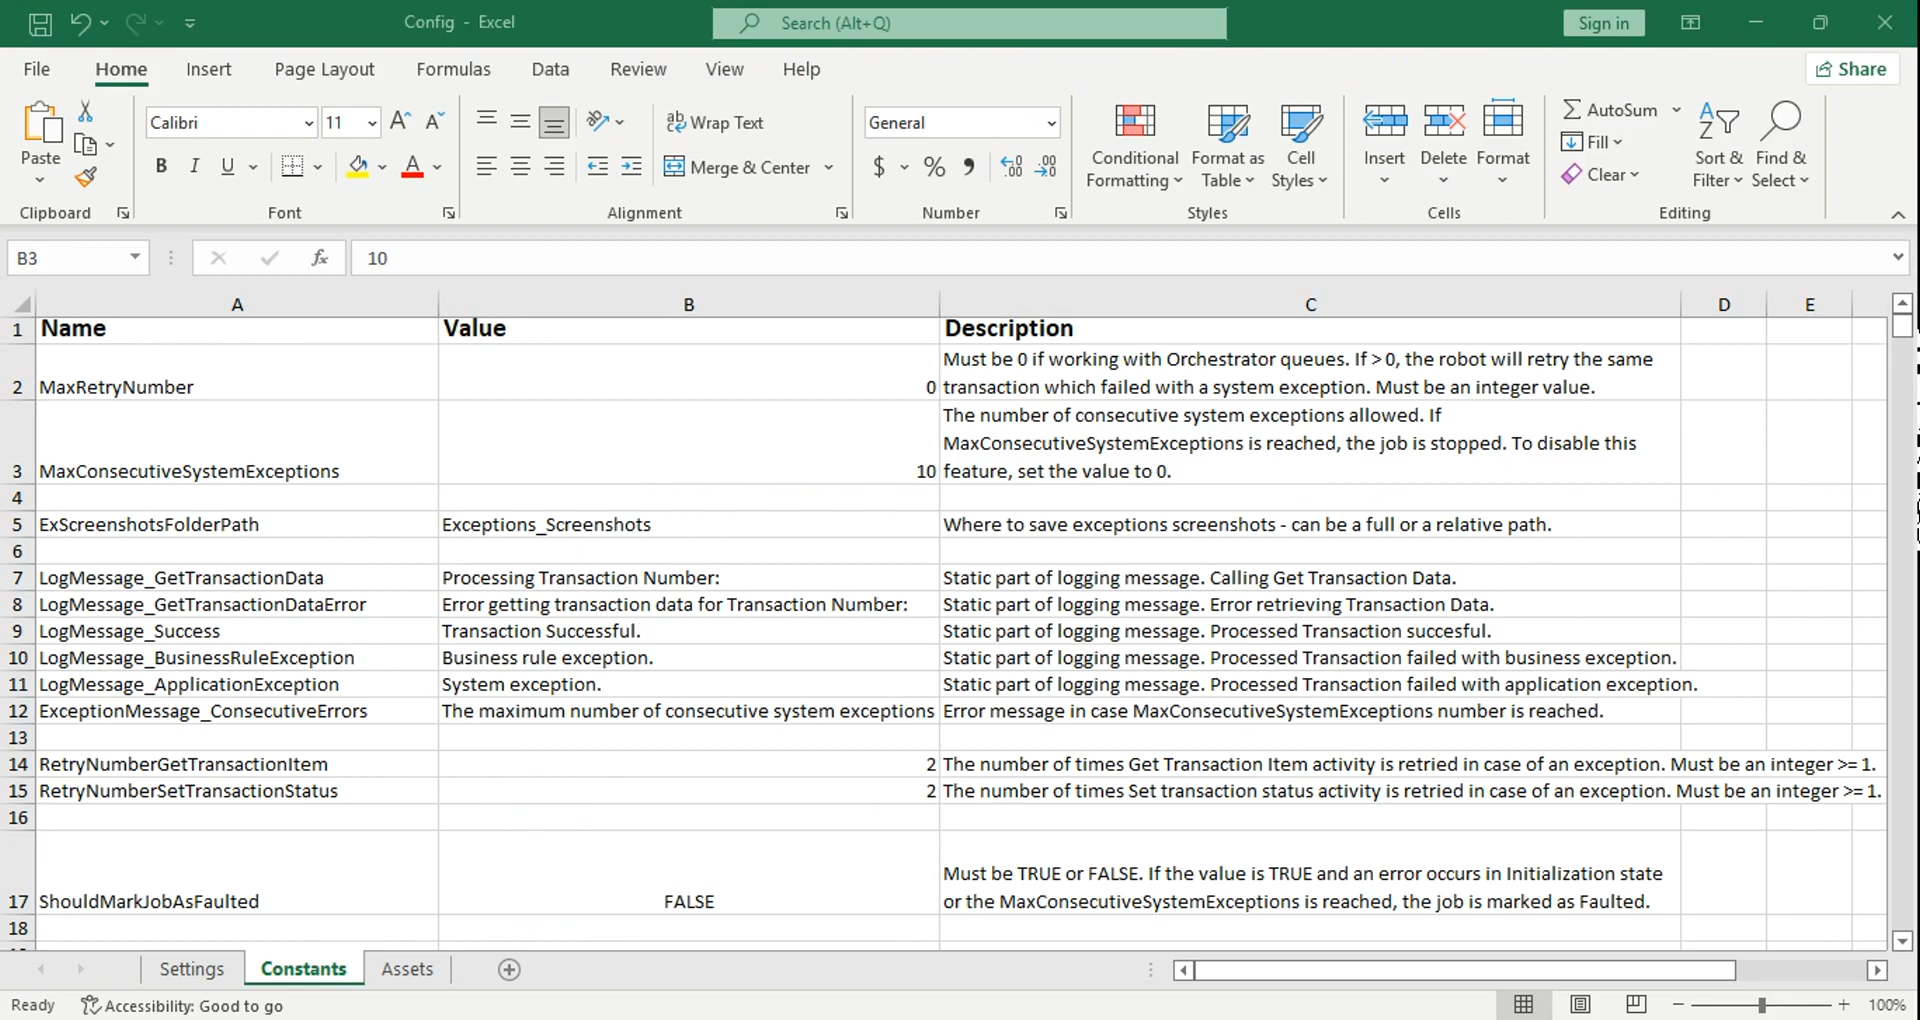 Config - Excel
Search (Alt+Q)
Sign in
File Home Insert Page Layout Formulas Data Review View Help
Share
Paste
Calibri 11
Wrap Text
Merge & Center
General
Conditional Formatting
Format as Table
Cell Styles
Insert
Delete
Format
AutoSum
Fill
Clear
Sort & Filter
Find & Select
Clipboard Font Alignment Number Styles Cells Editing
B3 fx 10
A B C D E
1 Name Value Description
Must be 0 if working with Orchestrator queues. If > 0, the robot will retry the same
2 MaxRetryNumber 0 transaction which failed with a system exception. Must be an integer value.
The number of consecutive system exceptions allowed. If
MaxConsecutiveSystemExceptions is reached, the job is stopped. To disable this
3 MaxConsecutiveSystemExceptions 10 feature, set the value to 0.
4
5 ExScreenshotsFolderPath Exceptions_Screenshots Where to save exceptions screenshots - can be a full or a relative path.
6
7 LogMessage_GetTransactionData Processing Transaction Number: Static part of logging message. Calling Get Transaction Data.
8 LogMessage_GetTransactionDataError Error getting transaction data for Transaction Number: Static part of logging message. Error retrieving Transaction Data.
9 LogMessage_Success Transaction Successful. Static part of logging message. Processed Transaction succesful.
10 LogMessage_BusinessRuleException Business rule exception. Static part of logging message. Processed Transaction failed with business exception.
11 LogMessage_ApplicationException System exception. Static part of logging message. Processed Transaction failed with application exception.
12 ExceptionMessage_ConsecutiveErrors The maximum number of consecutive system exceptions Error message in case MaxConsecutiveSystemExceptions number is reached.
13
14 RetryNumberGetTransactionItem 2 The number of times Get Transaction Item activity is retried in case of an exception. Must be an integer >= 1.
15 RetryNumberSetTransactionStatus 2 The number of times Set transaction status activity is retried in case of an exception. Must be an integer >= 1.
16
Must be TRUE or FALSE. If the value is TRUE and an error occurs in Initialization state
17 ShouldMarkJobAsFaulted FALSE or the MaxConsecutiveSystemExceptions is reached, the job is marked as Faulted.
18
Settings Constants Assets
Ready Accessibility: Good to go 100%